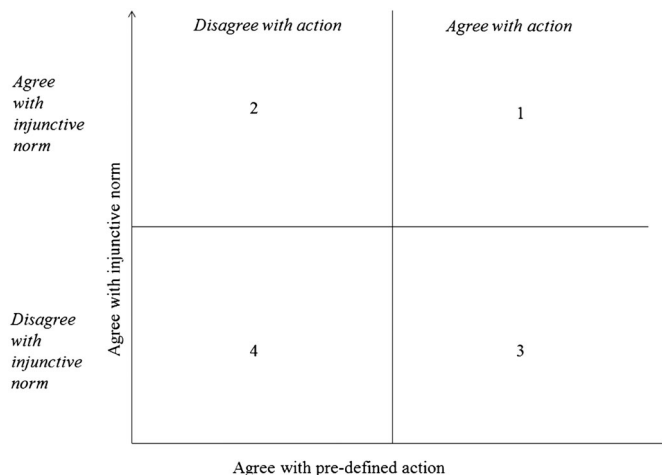 Disagree with action
Agree with action
Agree
with
injunctive
norm
2
1
Agree with injunctive norm
Disagree
with
injunctive
norm
4
3
Agree with pre-defined action